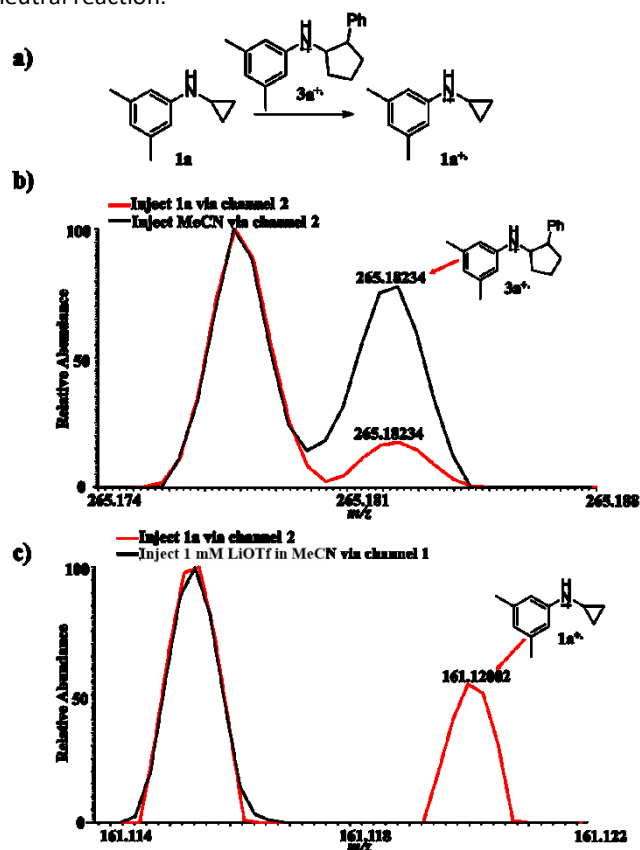 neutral reaction.
a)
Ph
H
N
3a+·
H
N
1a
H
N
1a+·
b)
Inject 1a via channel 2
Inject MeCN via channel 2
100
50
0
Relative Abundance
265.18234
265.18234
H
N
Ph
3a+·
265.174
265.181
265.188
m/z
c)
Inject 1a via channel 2
Inject 1 mM LiOTf in MeCN via channel 1
100
50
0
Relative Abundance
161.12002
H
N
1a+·
161.114
161.118
161.122
m/z